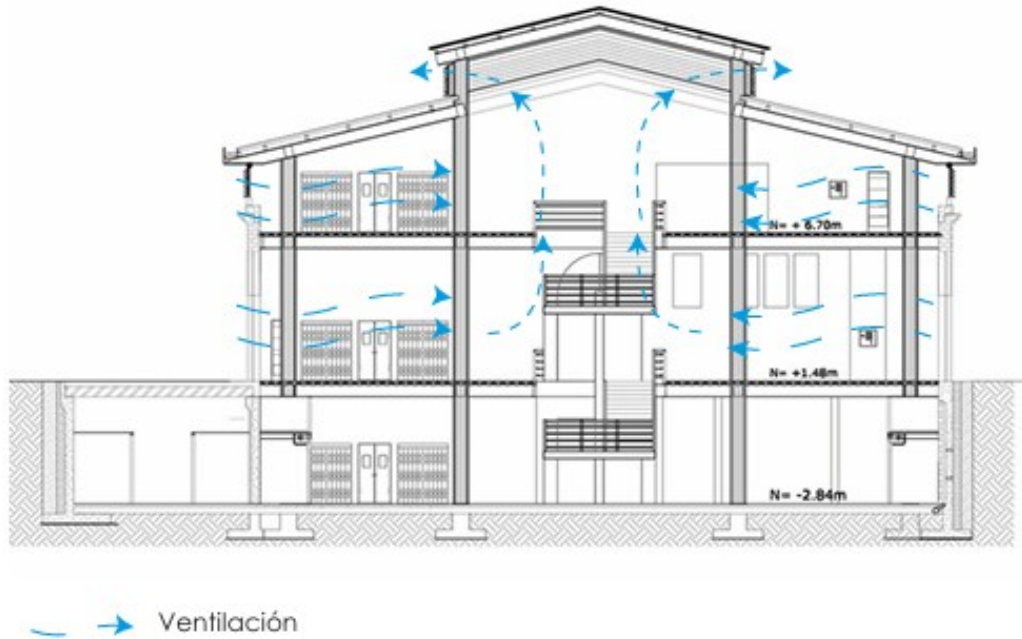 N= + 6.70m
N= +1.48m
N= -2.84m
Ventilación